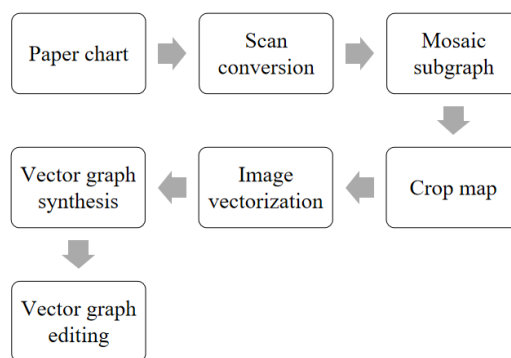 Paper chart
Scan
conversion
Mosaic
subgraph
Crop map
Image
vectorization
Vector graph
synthesis
Vector graph
editing